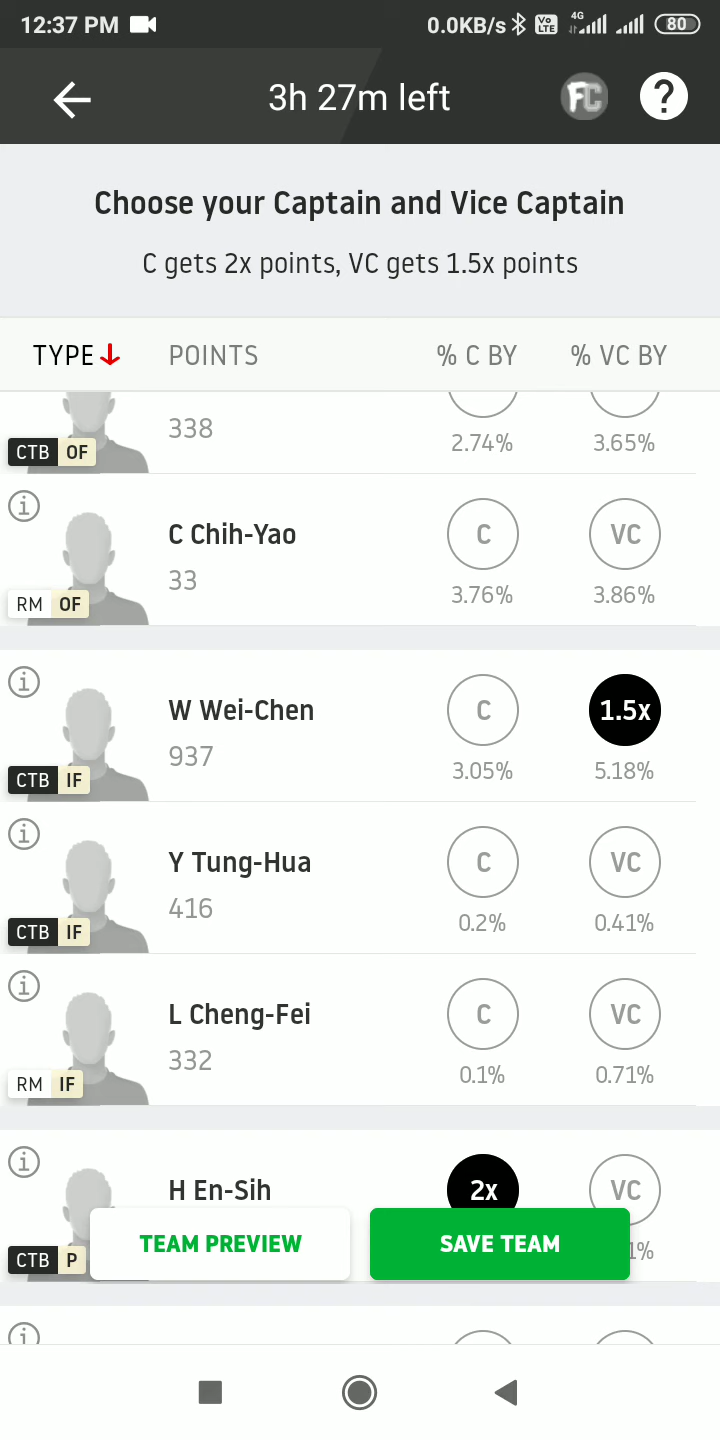 12:37 PM 0.0KB/s Vo LTE 4G 80
3h 27m left FC ?
Choose your Captain and Vice Captain
C gets 2x points, VC gets 1.5x points
TYPE POINTS % C BY % VC BY
338 2.74% 3.65%
CTB OF
C Chih-Yao C VC
33 3.76% 3.86%
RM OF
W Wei-Chen C 1.5x
937 3.05% 5.18%
CTB IF
Y Tung-Hua C VC
416 0.2% 0.41%
CTB IF
L Cheng-Fei C VC
332 0.1% 0.71%
RM IF
H En-Sih 2x VC
CTB P TEAM PREVIEW SAVE TEAM 1%